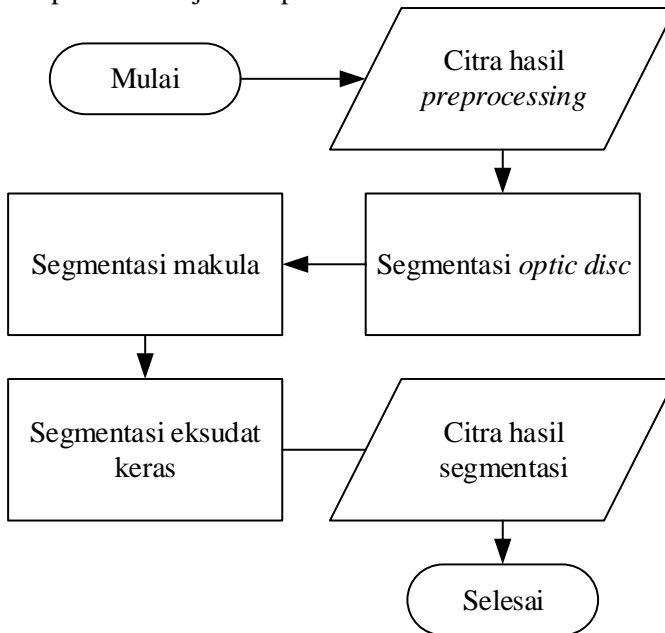 Mulai
Citra hasil
preprocessing
Segmentasi optic disc
Segmentasi makula
Segmentasi eksudat
keras
Citra hasil
segmentasi
Selesai